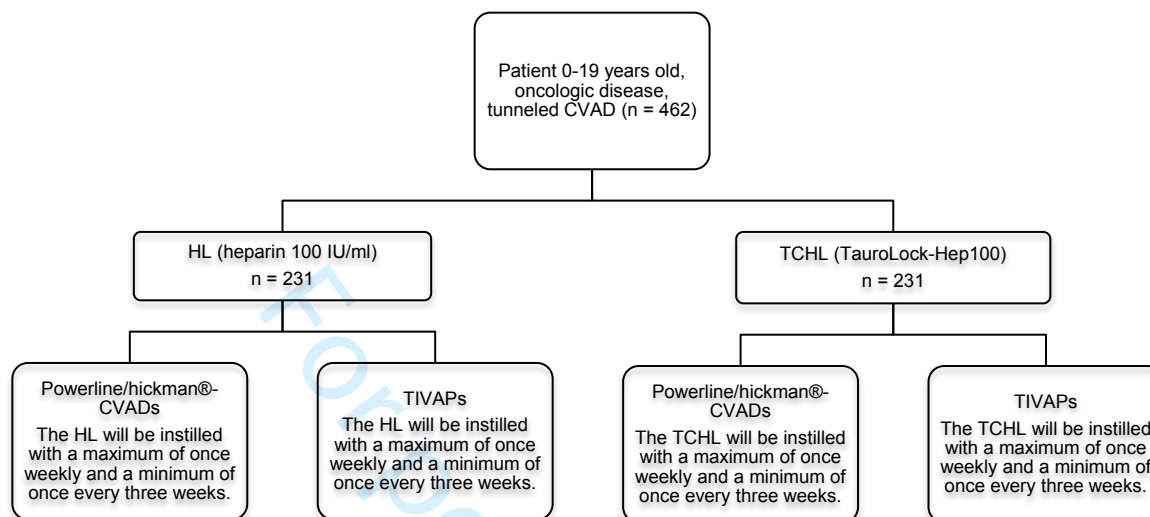 Patient 0-19 years old,
oncologic disease,
tunneled CVAD (n = 462)
HL (heparin 100 IU/ml)
n = 231
TCHL (TauroLock-Hep100)
n = 231
Powerline/hickman®-
CVADs
The HL will be instilled
with a maximum of once
weekly and a minimum of
once every three weeks.
TIVAPs
The HL will be instilled
with a maximum of once
weekly and a minimum of
once every three weeks.
Powerline/hickman®-
CVADs
The TCHL will be instilled
with a maximum of once
weekly and a minimum of
once every three weeks.
TIVAPs
The TCHL will be instilled
with a maximum of once
weekly and a minimum of
once every three weeks.
For